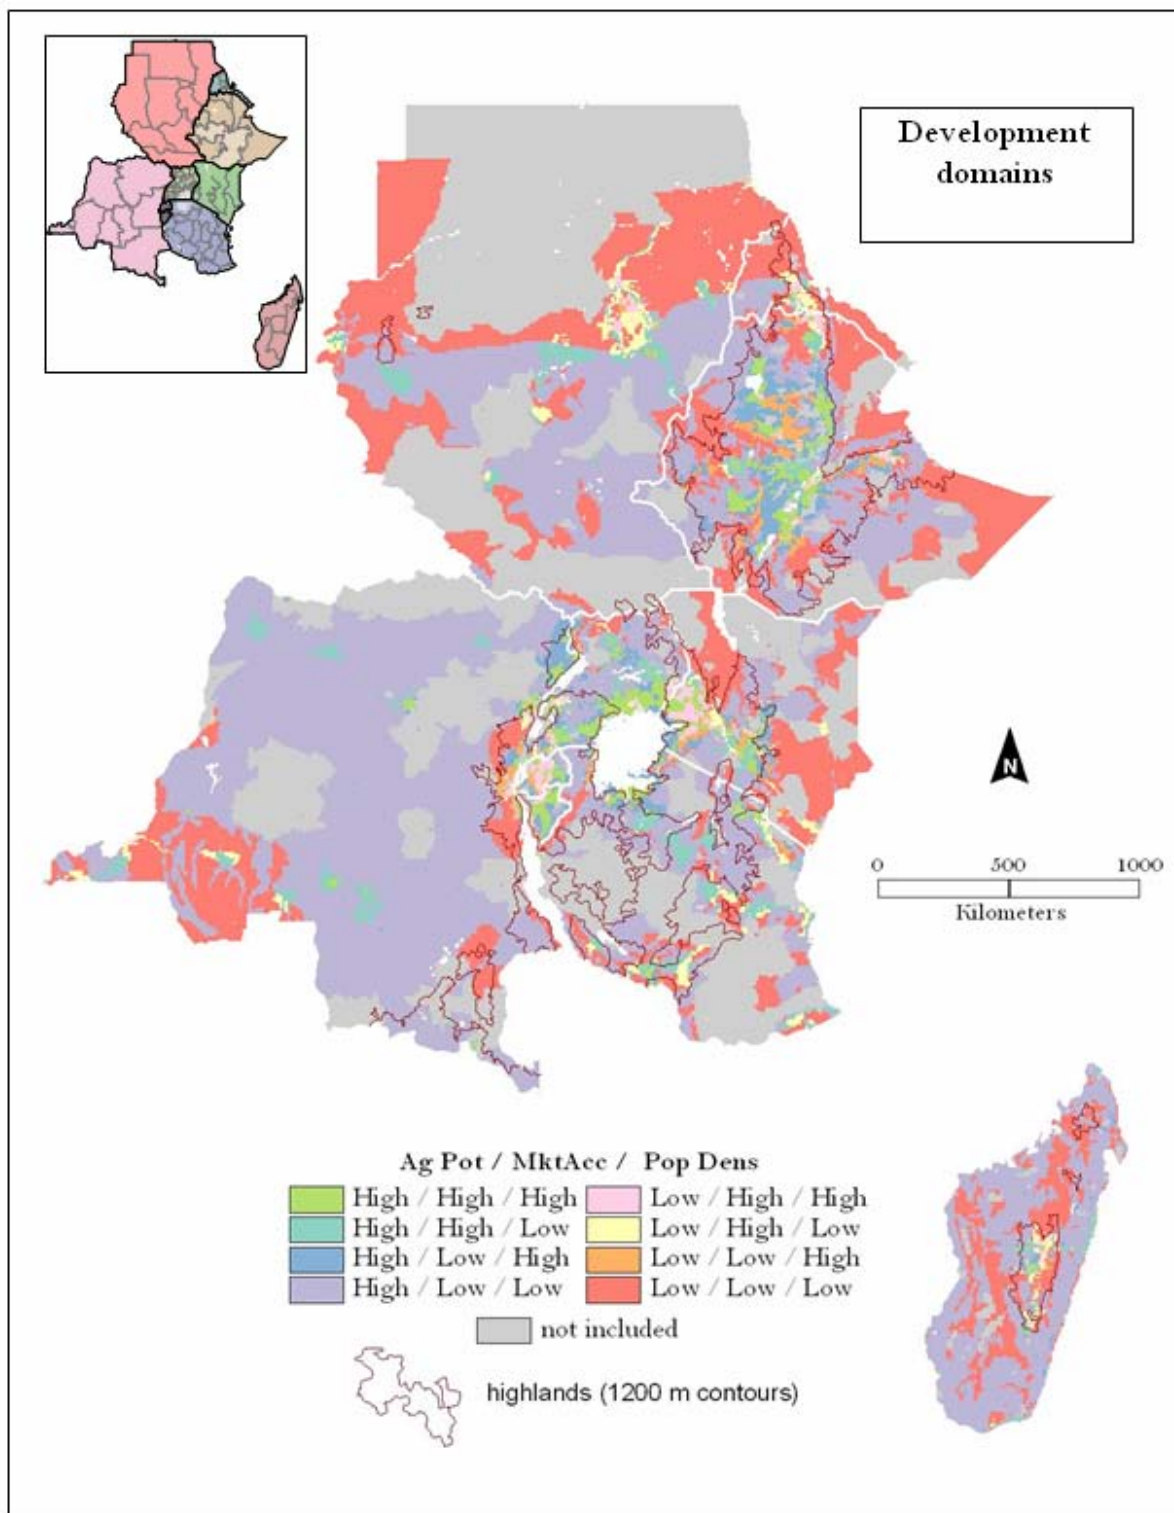 Development
domains
N
0 500 1000
Kilometers
Ag Pot / MktAcc / Pop Dens
High / High / High
Low / High / High
High / High / Low
Low / High / Low
High / Low / High
Low / Low / High
High / Low / Low
Low / Low / Low
not included
highlands (1200 m contours)